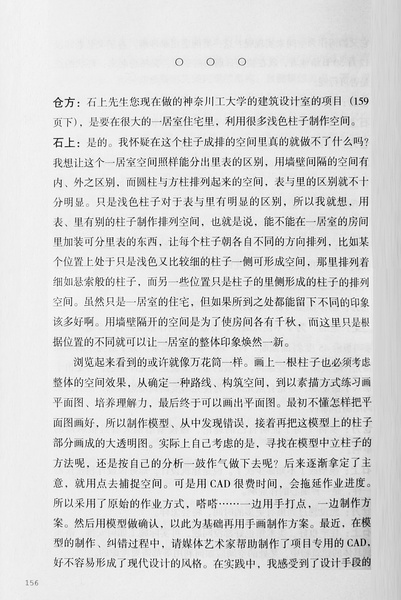 ○ ○ ○
仓方：石上先生您现在做的神奈川工大学的建筑设计室的项目（159
页下），是要在很大的一居室住宅里，利用很多浅色柱子制作空间。
石上：是的。我怀疑在这个柱子成排的空间里真的就做不了什么吗？
我想让这个一居室空间照样能分出里表的区别，用墙壁间隔的空间有
内、外之区别，而圆柱与方柱排列起来的空间，表与里的区别就不十
分明显。只是浅色柱子对于表与里有明显的区别，所以我就想，用
表、里有别的柱子制作排列空间，也就是说，能不能在一居室的房间
里加装可分里表的东西，让每个柱子朝各自不同的方向排列，比如某
个位置上处于只是浅色又比较细的柱子一侧可形成空间，那里排列着
细如悬索般的柱子，而另一些位置只是柱子的里侧形成的柱子的排列
空间。虽然只是一居室的住宅，但如果所到之处都能留下不同的印象
该多好啊。用墙壁隔开的空间是为了使房间各有千秋，而这里只是根
据位置的不同就可以让一居室的整体印象焕然一新。
浏览起来看到的或许就像万花筒一样。画上一根柱子也必须考虑
整体的空间效果，从确定一种路线、构筑空间，到以素描方式练习画
平面图、培养理解力，最后终于可以画出平面图。最初不懂怎样把平
面图画好，所以制作模型、从中发现错误，接着再把这模型上的柱子
部分画成的大透明图。实际上自己考虑的是，寻找在模型中立柱子的
方法呢，还是按自己的分析一鼓作气做下去呢？后来逐渐拿定了主
意，就用点去捕捉空间。可是用 CAD 很费时间，会拖延作业进度。
所以采用了原始的作业方式，嗒嗒……一边用手打点，一边制作方
案。然后用模型做确认，以此为基础再用手画制作方案。最近，在模
型的制作、纠错过程中，请媒体艺术家帮助制作了项目专用的 CAD，
好不容易形成了现代设计的风格。在实践中，我感受到了设计手段的
156